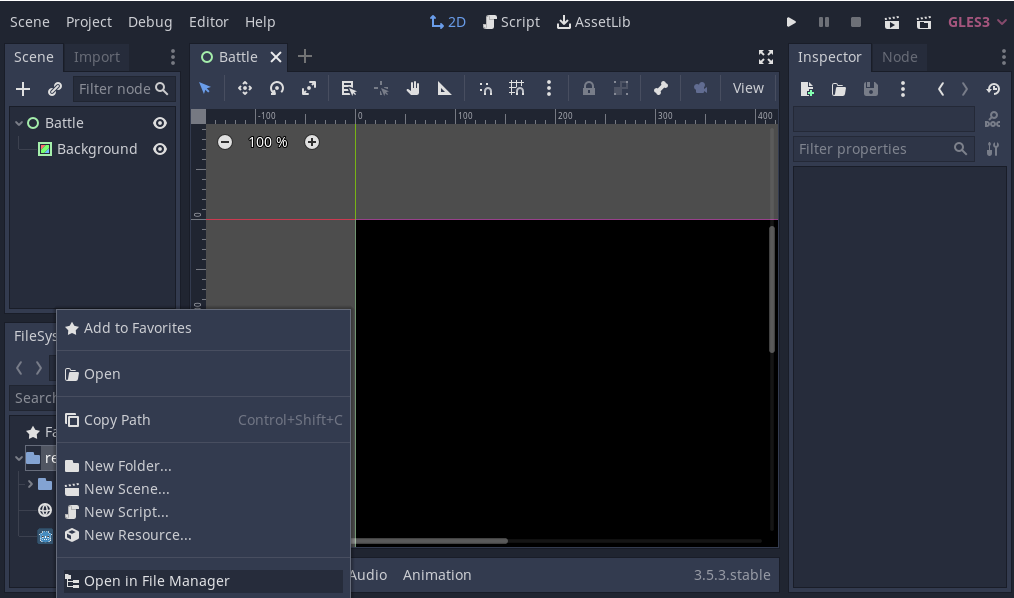 Scene Project Debug Editor Help 2D Script AssetLib GLES3
Scene Import Battle Inspector Node
Filter node View
-100 0 100 200 300 400
Battle
100 %
Background Filter properties
0
Add to Favorites
FileSys
Open
Search
Copy Path Control+Shift+C
Fa
re
New Folder...
New Scene...
New Script...
New Resource...
Audio Animation 3.5.3.stable
Open in File Manager